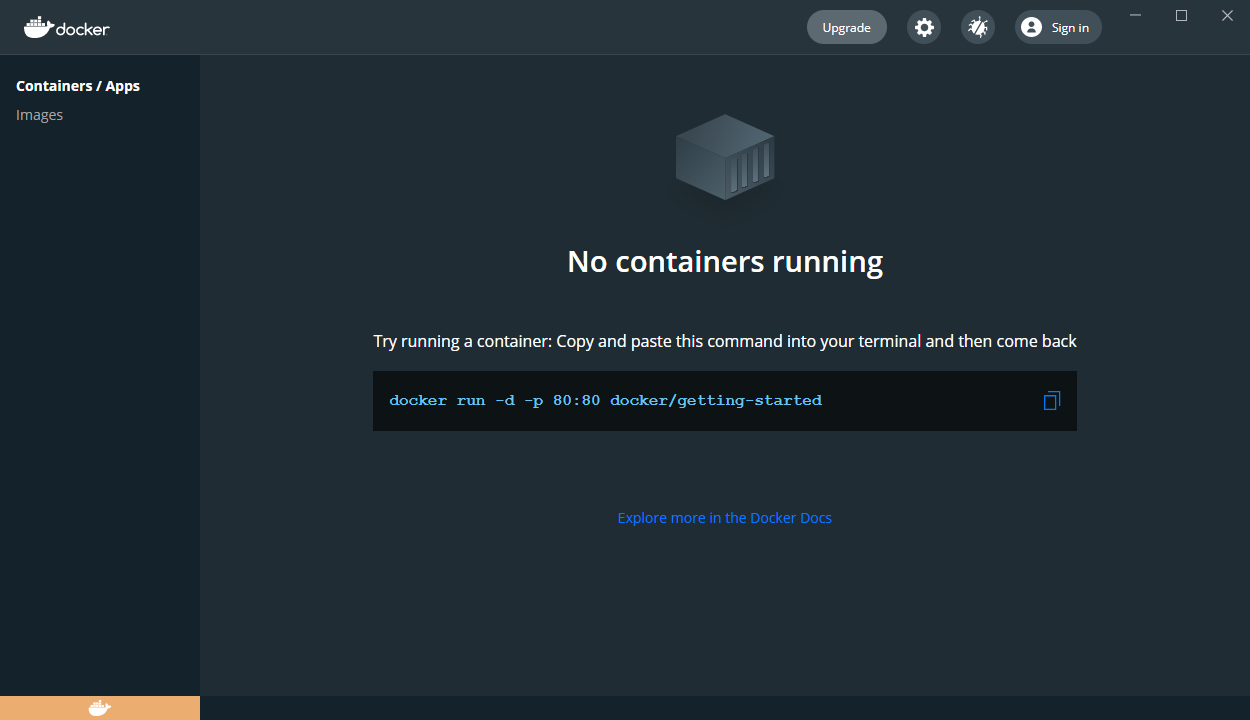 docker
Upgrade
Sign in
Containers / Apps
Images
No containers running
Try running a container: Copy and paste this command into your terminal and then come back
docker run -d -p 80:80 docker/getting-started
Explore more in the Docker Docs